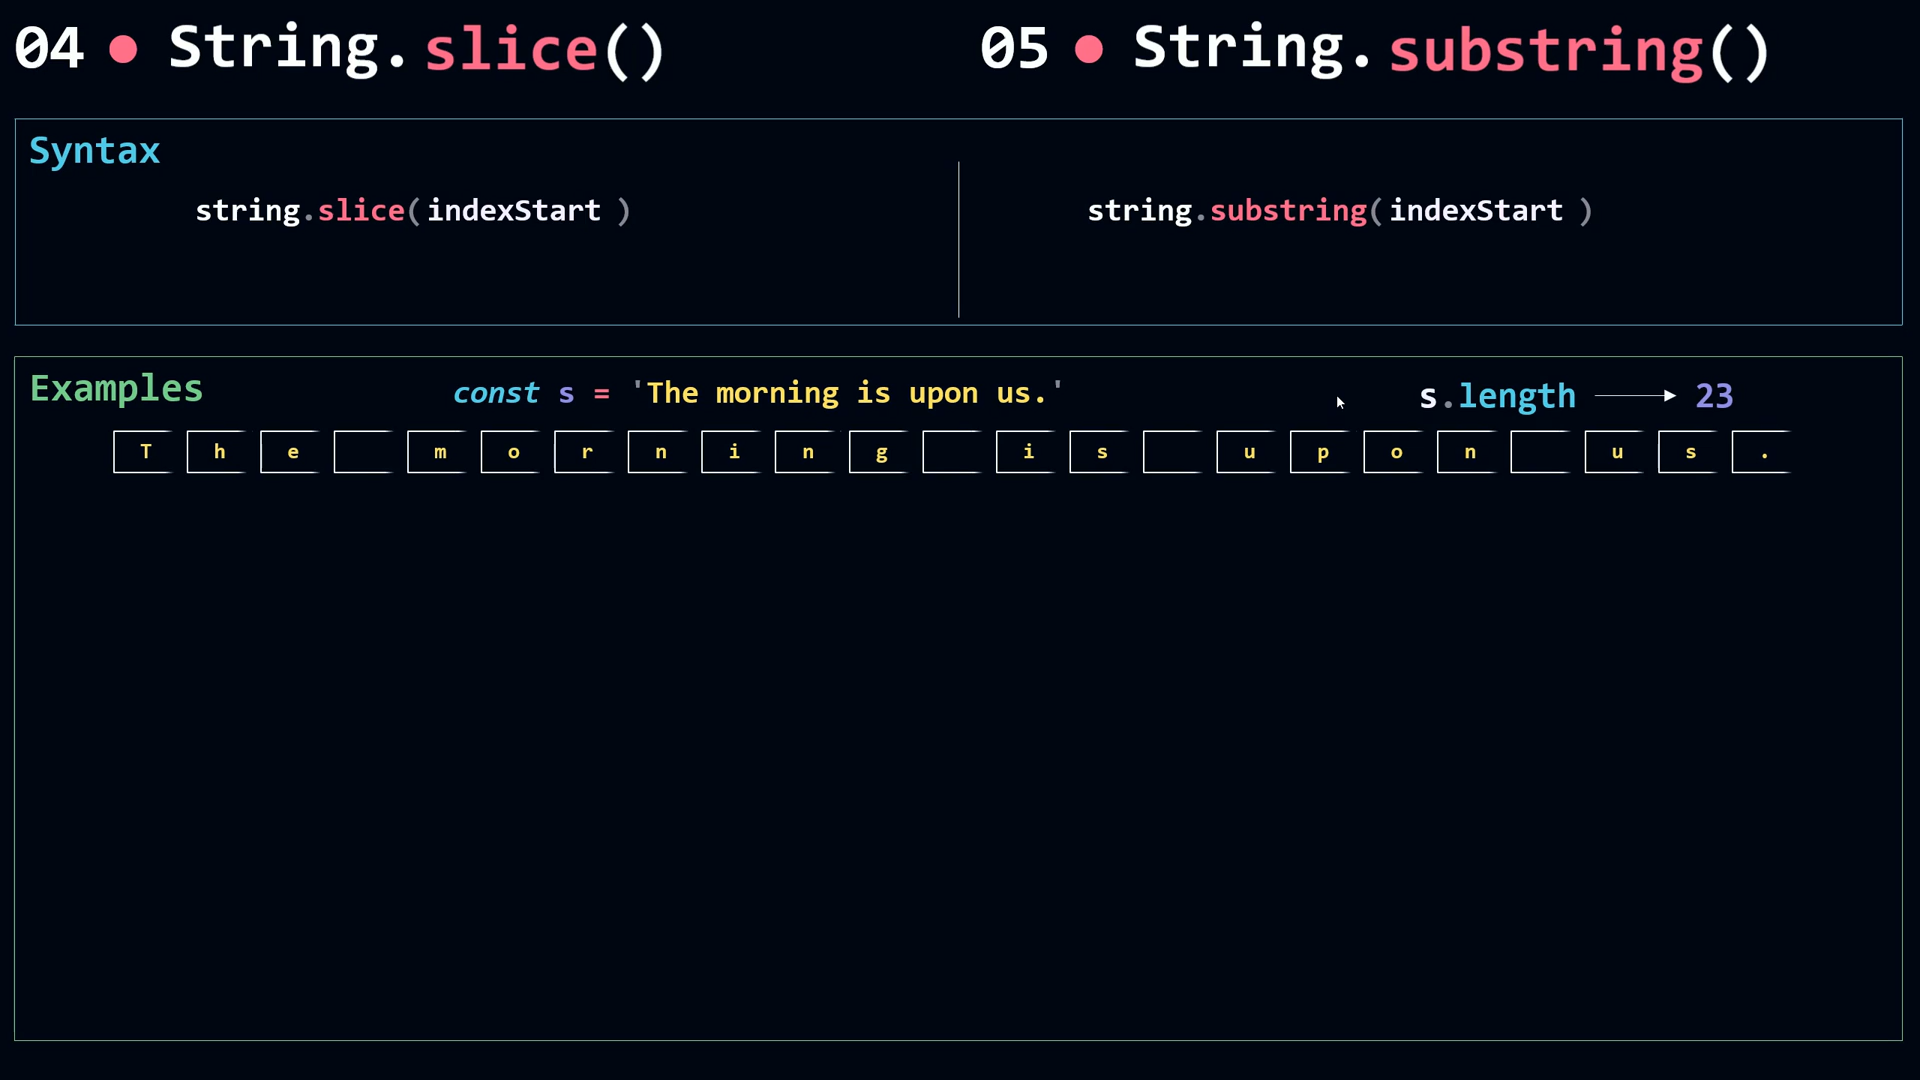 04 ● String.slice()
05 ● String.substring()
Syntax
string.slice(indexStart )
string.substring(indexStart )
Examples
const s = 'The morning is upon us.'
s.length → 23
T h e m o r n i n g i s u p o n u s .